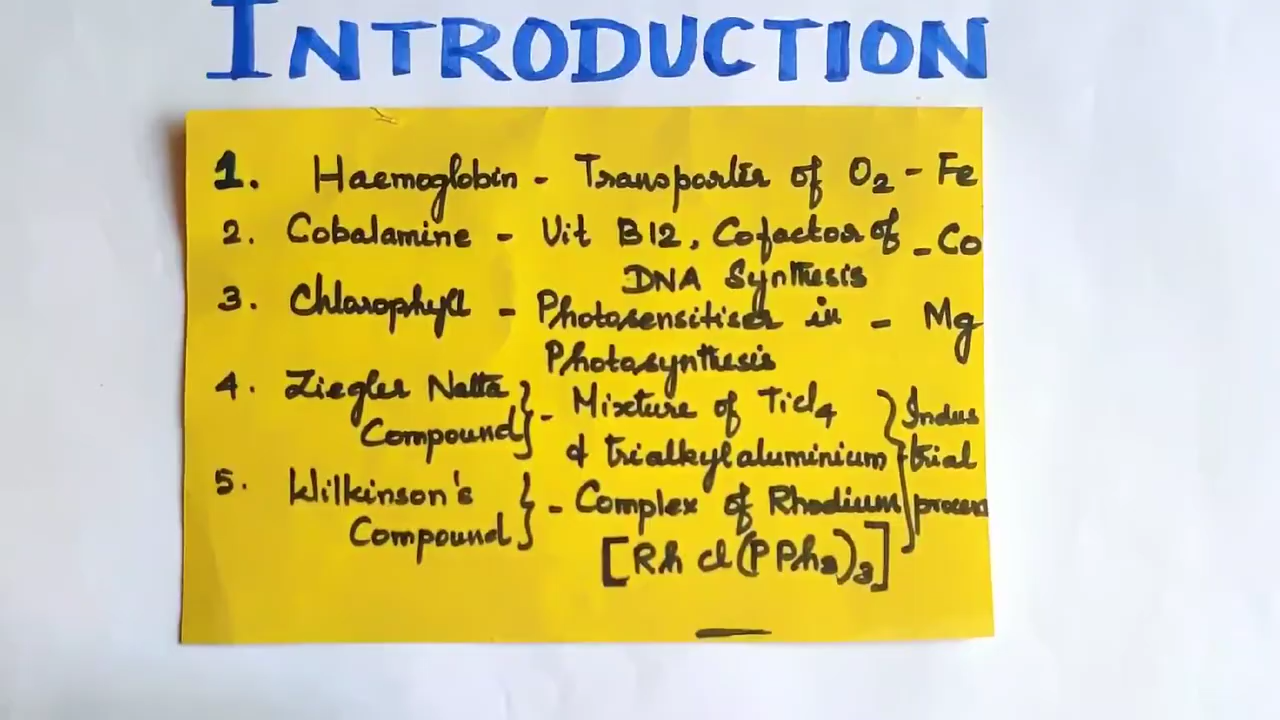 INTRODUCTION
1. Haemoglobin - Transporter of O2 - Fe
2. Cobalamine - Vit B12, Cofactor of - Co
DNA Synthesis
3. Chlorophyll - Photosensitiser in - Mg
Photosynthesis
4. Ziegler Natta } - Mixture of Ticl4 } Indus
Compound & trialkylaluminium trial
5. Wilkinson's } - Complex of Rhodium process
Compound [Rh cl(PPh3)3]